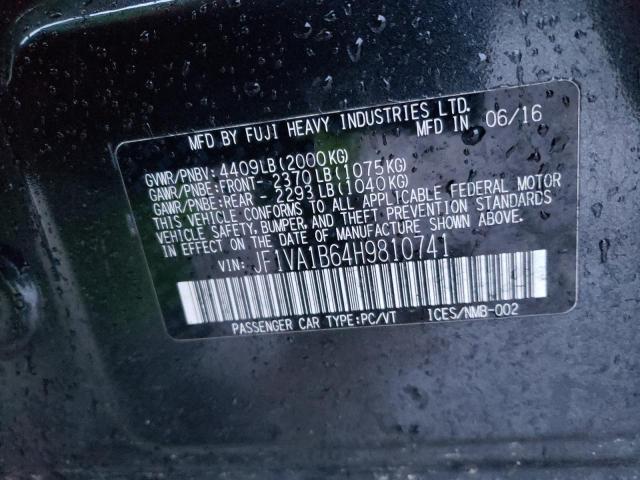 MFD BY FUJI HEAVY INDUSTRIES LTD.
MFD IN 06/16
GVWR/PNBV: 4409LB(2000KG)
GAWR/PNBE:FRONT- 2370 LB(1075KG)
GAWR/PNBE:REAR - 2293 LB(1040KG)
THIS VEHICLE CONFORMS TO ALL APPLICABLE FEDERAL MOTOR
VEHICLE SAFETY, BUMPER, AND THEFT PREVENTION STANDARDS
IN EFFECT ON THE DATE OF MANUFACTURE SHOWN ABOVE.
VIN: JF1VA1B64H9810741
PASSENGER CAR TYPE:PC/VT ICES/NMB-002